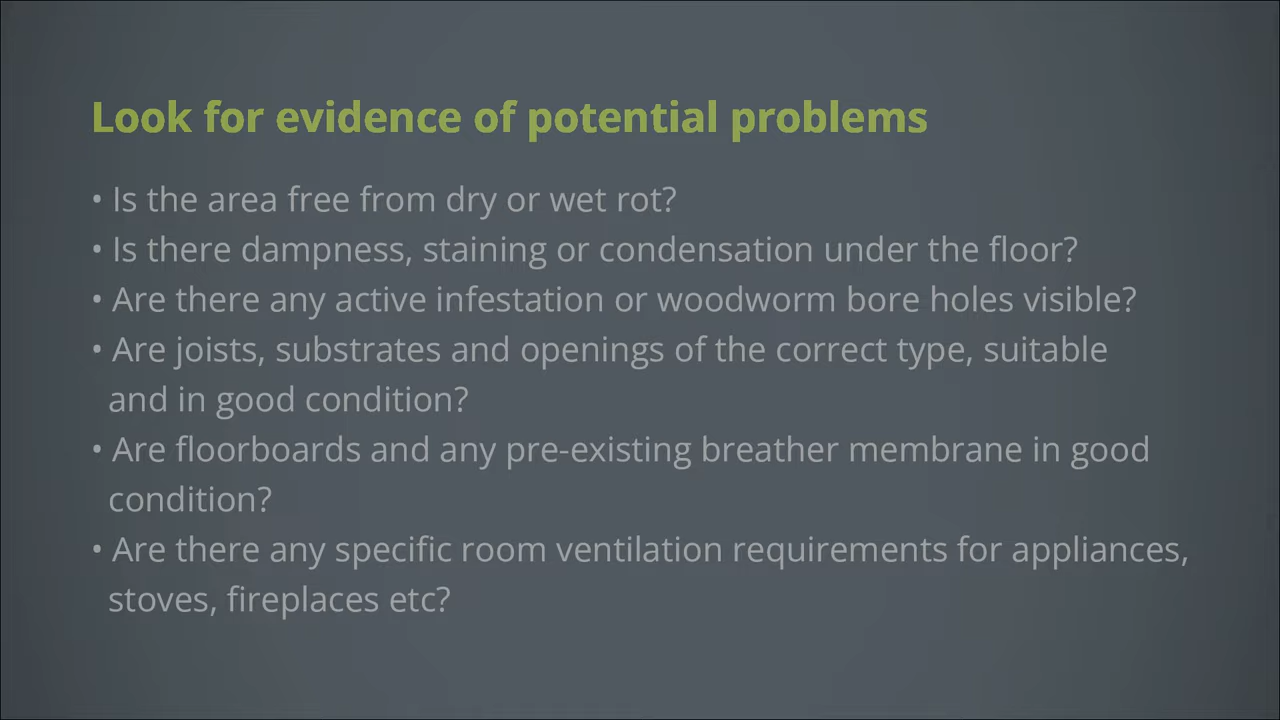 Look for evidence of potential problems
• Is the area free from dry or wet rot?
• Is there dampness, staining or condensation under the floor?
• Are there any active infestation or woodworm bore holes visible?
• Are joists, substrates and openings of the correct type, suitable
and in good condition?
• Are floorboards and any pre-existing breather membrane in good
condition?
• Are there any specific room ventilation requirements for appliances,
stoves, fireplaces etc?